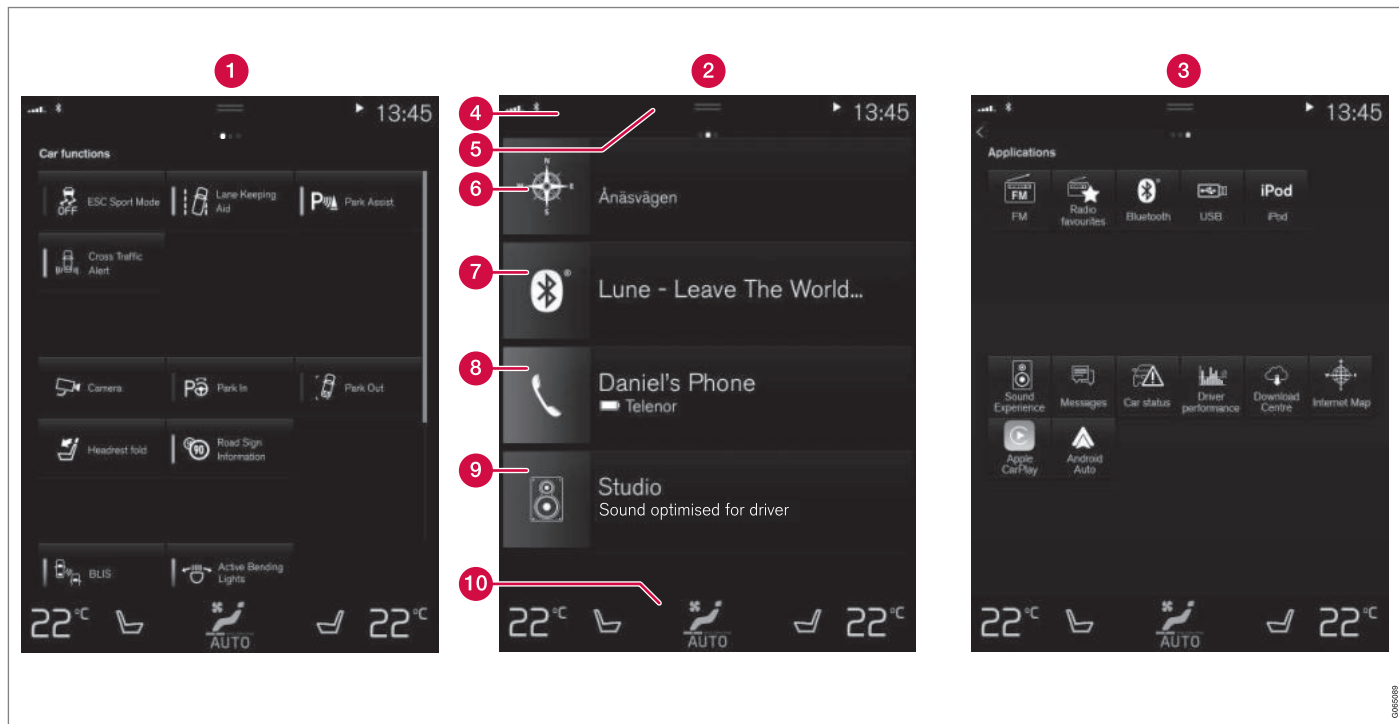 1
2
3
13:45
Car functions
ESC Sport Mode
OFF
Lane Keeping
Aid
P
Park Assist
Cross Traffic
Alert
Camera
P
Park In
Park Out
Headrest fold
90
Road Sign
Information
BLIS
Active Bending
Lights
22°C
AUTO
22°C
4
5
6
7
8
9
10
13:45
N
E
S
Ånäsvägen
Lune - Leave The World...
Daniel's Phone
Telenor
Studio
Sound optimised for driver
22°C
AUTO
22°C
13:45
Applications
FM
FM
Radio
favourites
Bluetooth
USB
iPod
iPod
Sound
Experience
Messages
Car status
Driver
performance
Download
Centre
Internet Map
Apple
CarPlay
Android
Auto
22°C
AUTO
22°C
G065089